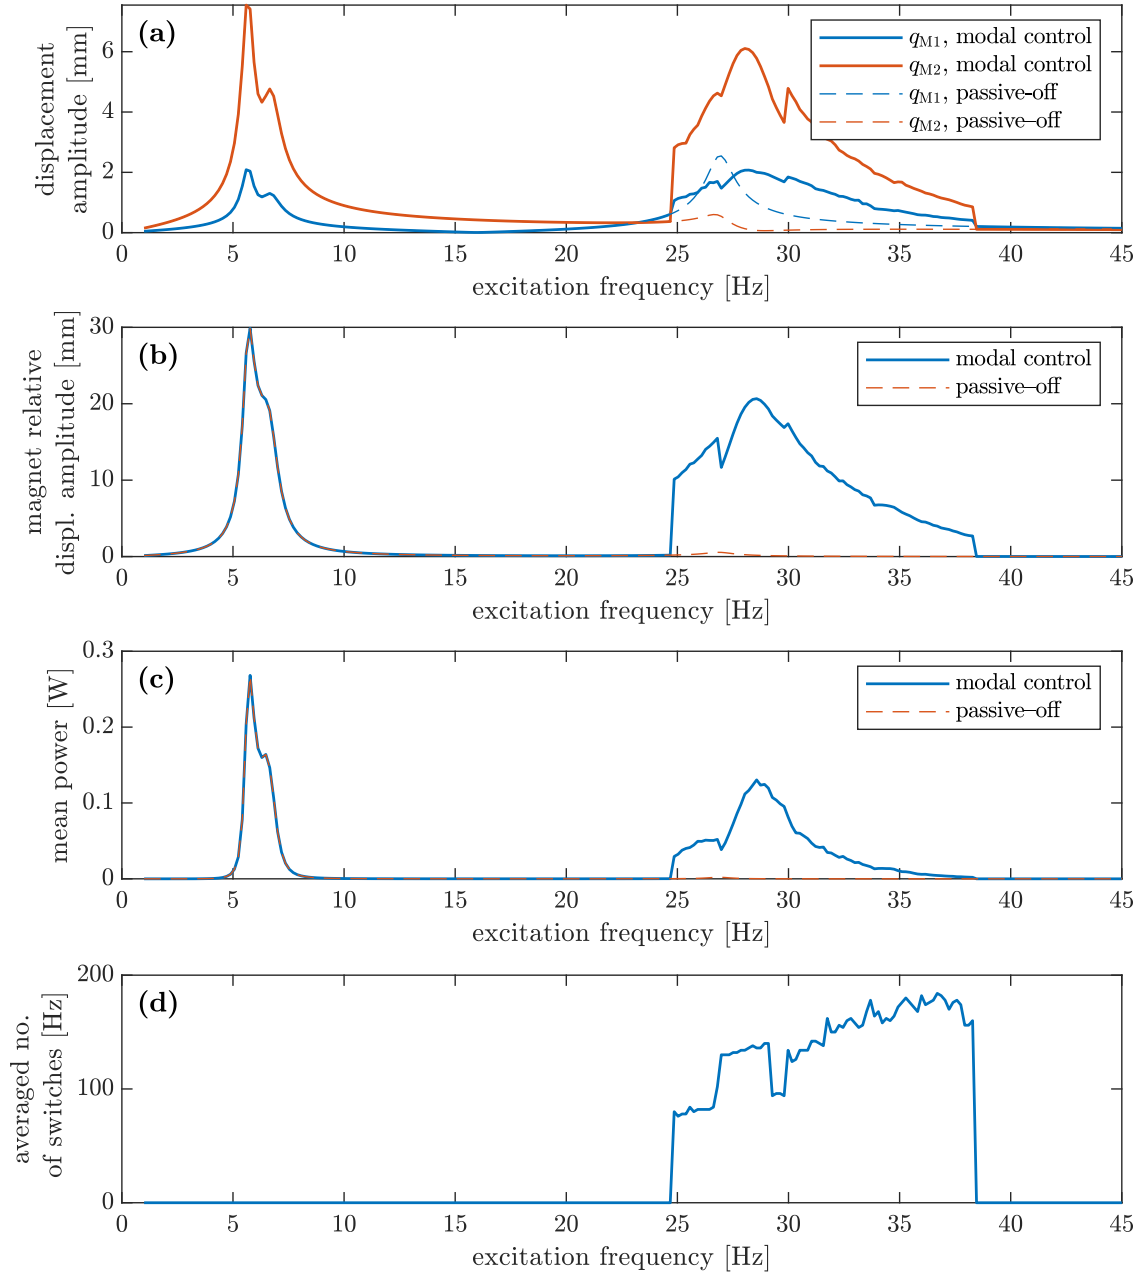 (a)
displacement
amplitude [mm]
6
4
2
0
q_M1, modal control
q_M2, modal control
q_M1, passive-off
q_M2, passive–off
0 5 10 15 20 25 30 35 40 45
excitation frequency [Hz]
(b)
magnet relative
displ. amplitude [mm]
30
20
10
0
modal control
passive–off
0 5 10 15 20 25 30 35 40 45
excitation frequency [Hz]
(c)
mean power [W]
0.3
0.2
0.1
0
modal control
passive–off
0 5 10 15 20 25 30 35 40 45
excitation frequency [Hz]
(d)
averaged no.
of switches [Hz]
200
100
0
0 5 10 15 20 25 30 35 40 45
excitation frequency [Hz]